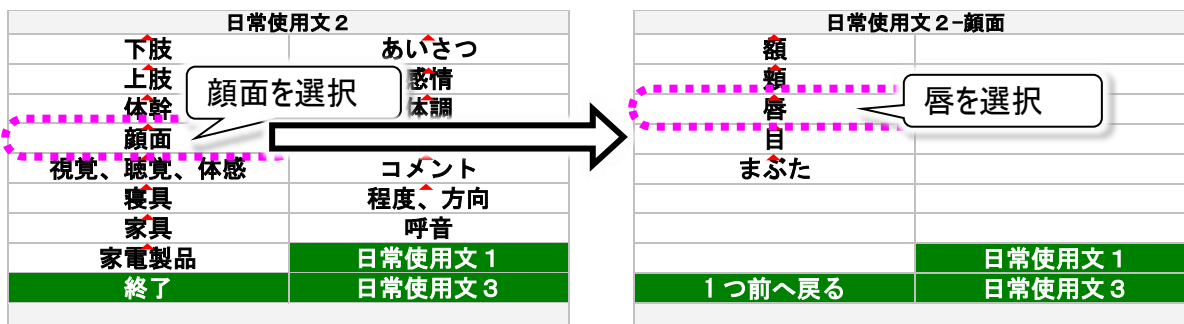 日常使用文２
下肢 あいさつ
上肢 感情
体幹 体調
顔面
視覚、聴覚、体感 コメント
寝具 程度、方向
家具 呼音
家電製品 日常使用文１
終了 日常使用文３
顔面を選択
日常使用文２-顔面
額
頬
唇
目
まぶた
日常使用文１
１つ前へ戻る 日常使用文３
唇を選択